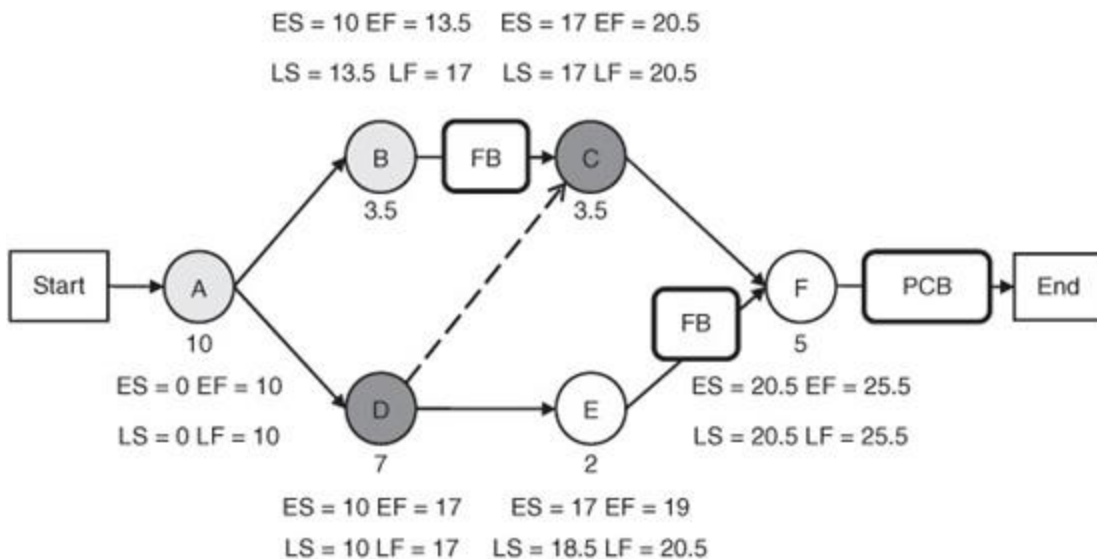 ES = 10 EF = 13.5 ES = 17 EF = 20.5
LS = 13.5 LF = 17 LS = 17 LF = 20.5
B FB C
3.5 3.5
Start A F PCB End
FB
10 5
ES = 0 EF = 10 ES = 20.5 EF = 25.5
D E
LS = 0 LF = 10 LS = 20.5 LF = 25.5
7 2
ES = 10 EF = 17 ES = 17 EF = 19
LS = 10 LF = 17 LS = 18.5 LF = 20.5